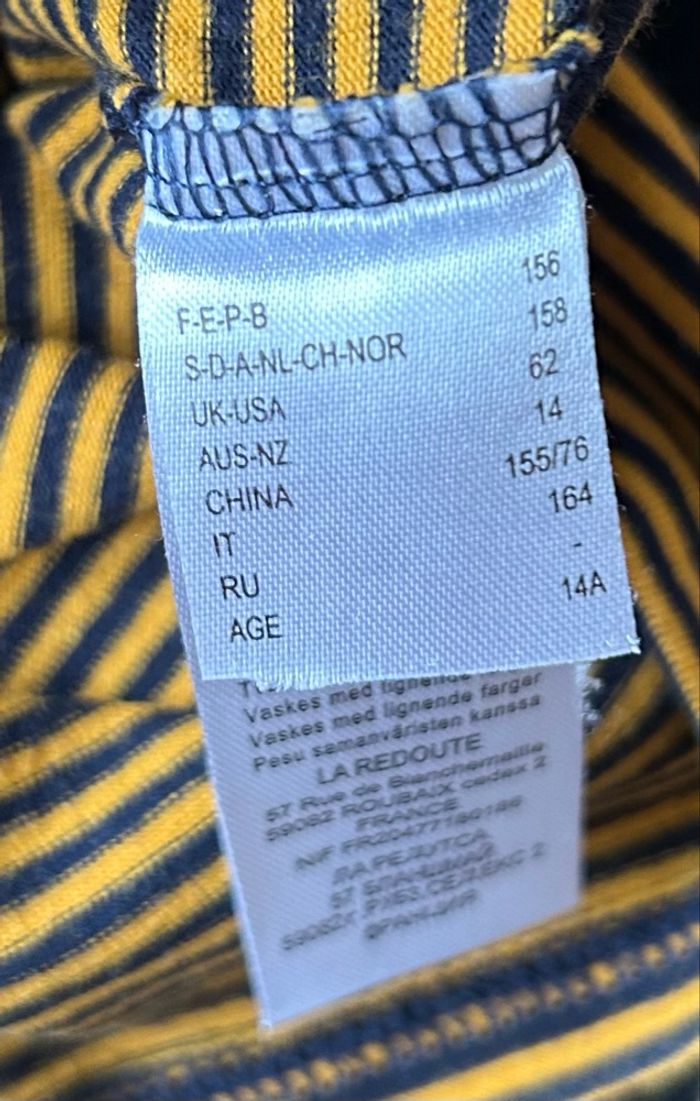 F-E-P-B 156
S-D-A-NL-CH-NOR 158
UK-USA 62
AUS-NZ 14
CHINA 155/76
IT 164
RU -
AGE 14A
Vaskes med lignende
Vaskes med lignende farger
Pesu samanväristen kanssa
LA REDOUTE
57 Rue de Blanchemaille
59082 ROUBAIX cedex 2
FRANCE
NIF